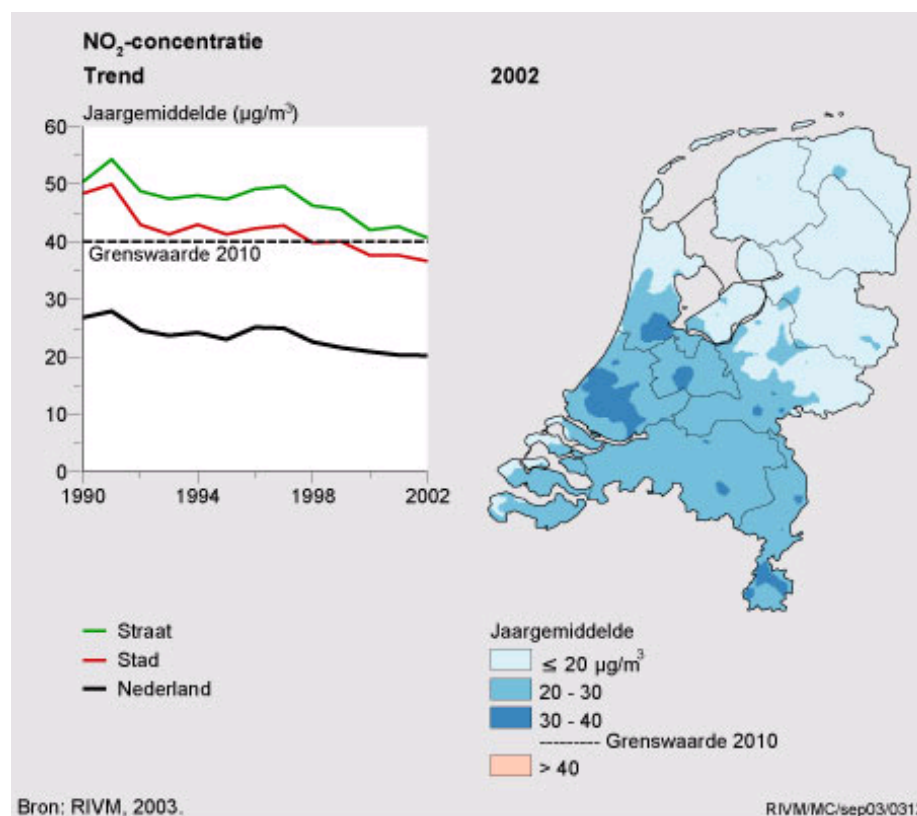 NO₂-concentratie
Trend
2002
Jaargemiddelde (µg/m³)
60
50
40
Grenswaarde 2010
30
20
10
0
1990
1994
1998
2002
Straat
Stad
Nederland
Jaargemiddelde
≤ 20 µg/m³
20 - 30
30 - 40
Grenswaarde 2010
> 40
Bron: RIVM, 2003.